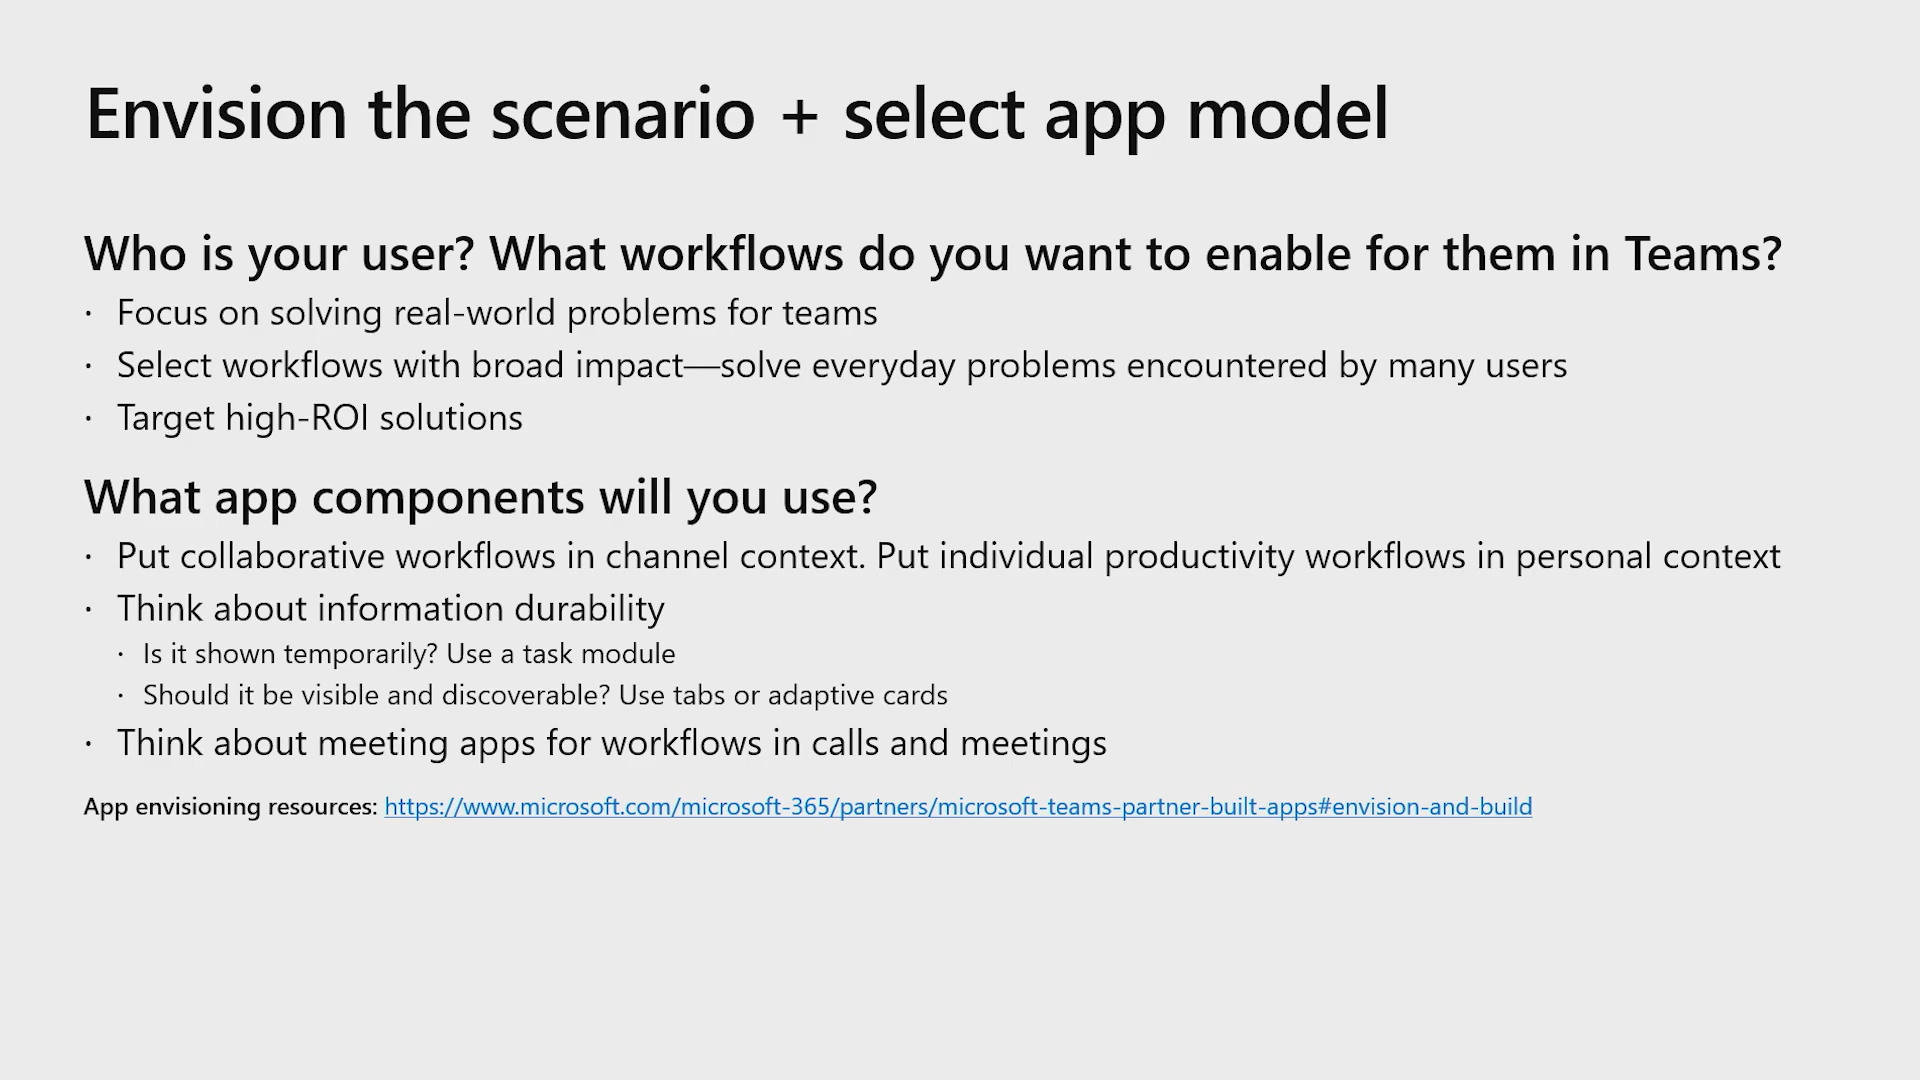 Envision the scenario + select app model
Who is your user? What workflows do you want to enable for them in Teams?
· Focus on solving real-world problems for teams
· Select workflows with broad impact—solve everyday problems encountered by many users
· Target high-ROI solutions
What app components will you use?
· Put collaborative workflows in channel context. Put individual productivity workflows in personal context
· Think about information durability
· Is it shown temporarily? Use a task module
· Should it be visible and discoverable? Use tabs or adaptive cards
· Think about meeting apps for workflows in calls and meetings
App envisioning resources: https://www.microsoft.com/microsoft-365/partners/microsoft-teams-partner-built-apps#envision-and-build